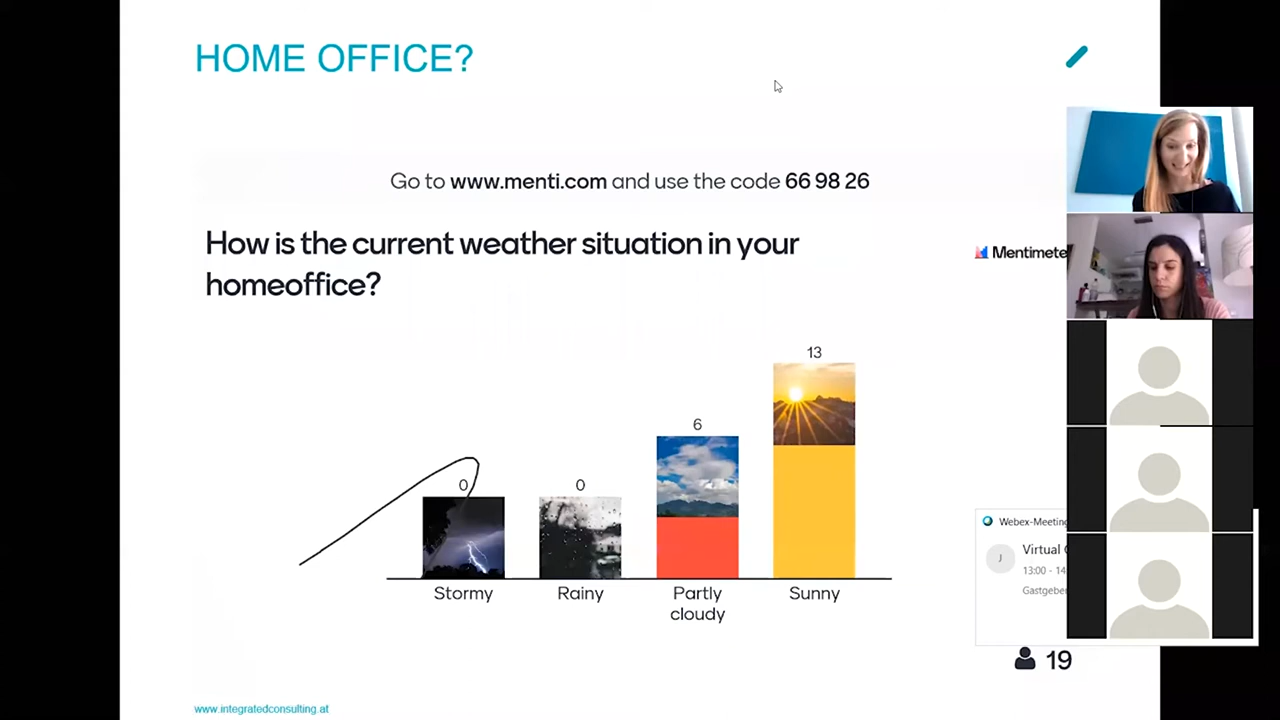 HOME OFFICE?
Go to www.menti.com and use the code 66 98 26
How is the current weather situation in your
homeoffice?
Mentimete
13
6
0
0
Stormy
Rainy
Partly
cloudy
Sunny
Webex-Meeting
J
Virtual
13:00 - 14
Gastgeber
19
www.integratedconsulting.at